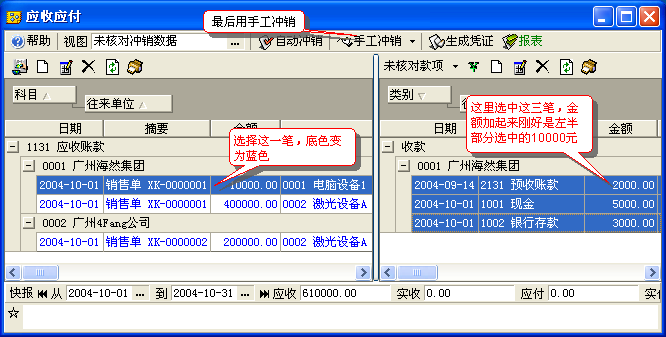 应收应付
最后用手工冲销
帮助 视图 未核对冲销数据 ... 自动冲销 手工冲销 生成凭证 报表
未核对款项
科目
往来单位
类别
日期 摘要 金额
日期 金额
选择这一笔，底色变
为蓝色
这里选中这三笔，金
额加起来刚好是左半
部分选中的10000元
1131 应收账款
0001 广州海然集团
2004-10-01 销售单 XK-0000001 10000.00 0001 电脑设备1
2004-10-01 销售单 XK-0000001 400000.00 0002 激光设备A
0002 广州4Fang公司
2004-10-01 销售单 XK-0000002 200000.00 0002 激光设备A
收款
0001 广州海然集团
2004-09-14 2131 预收账款 2000.00
2004-10-01 1001 现金 5000.00
2004-10-01 1002 银行存款 3000.00
快报 从 2004-10-01 ... 到 2004-10-31 ... 应收 610000.00 实收 0.00 应付 0.00